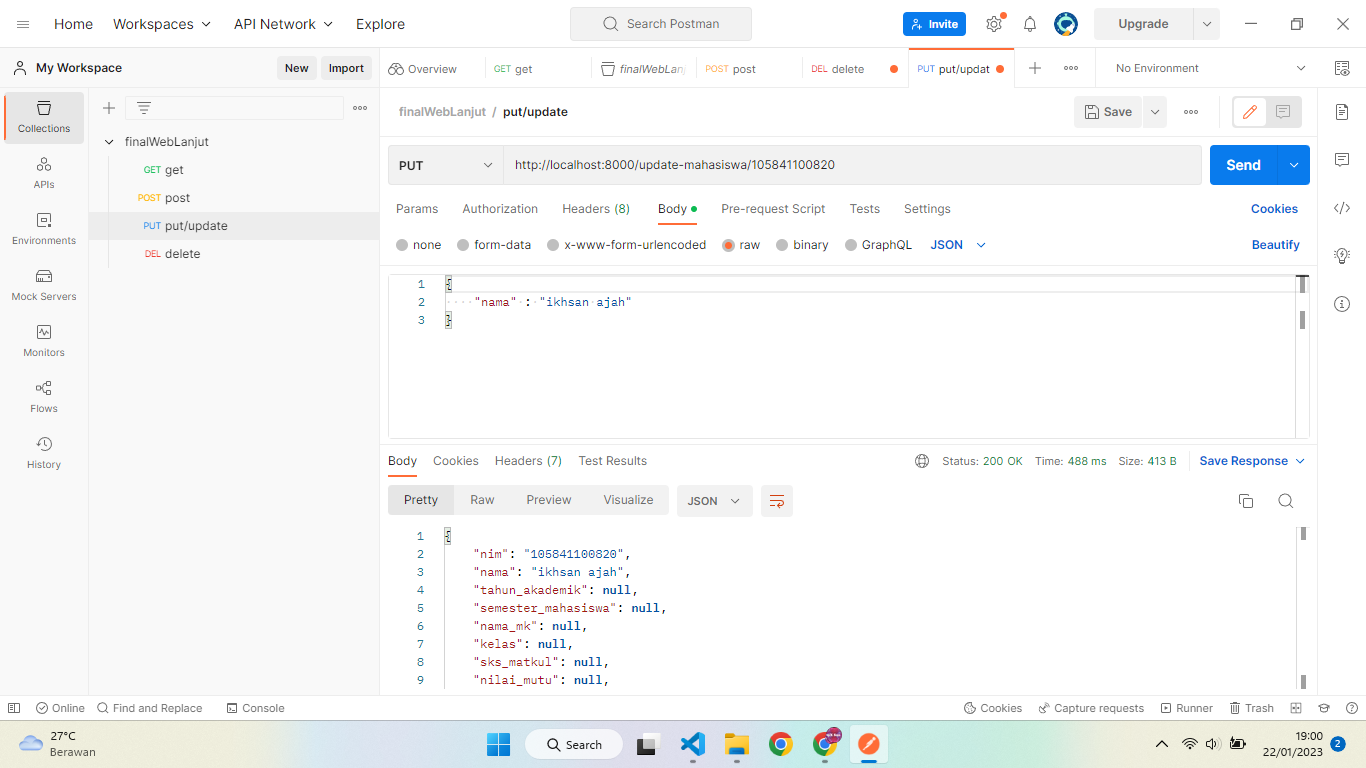 Home Workspaces API Network Explore Search Postman Invite Upgrade
My Workspace New Import
Overview GET get finalWebLanj POST post DEL delete PUT put/updat No Environment
Collections
APIs
Environments
Mock Servers
Monitors
Flows
History
finalWebLanjut
GET get
POST post
PUT put/update
DEL delete
finalWebLanjut / put/update Save
PUT http://localhost:8000/update-mahasiswa/105841100820 Send
Params Authorization Headers (8) Body Pre-request Script Tests Settings Cookies
none form-data x-www-form-urlencoded raw binary GraphQL JSON Beautify
1 {
2 ····"nama"·:·"ikhsan·ajah"
3 }
Body Cookies Headers (7) Test Results Status: 200 OK Time: 488 ms Size: 413 B Save Response
Pretty Raw Preview Visualize JSON
1 {
2 "nim": "105841100820",
3 "nama": "ikhsan ajah",
4 "tahun_akademik": null,
5 "semester_mahasiswa": null,
6 "nama_mk": null,
7 "kelas": null,
8 "sks_matkul": null,
9 "nilai_mutu": null,
Online Find and Replace Console Cookies Capture requests Runner Trash
27°C
Berawan
Search
19:00
22/01/2023
2